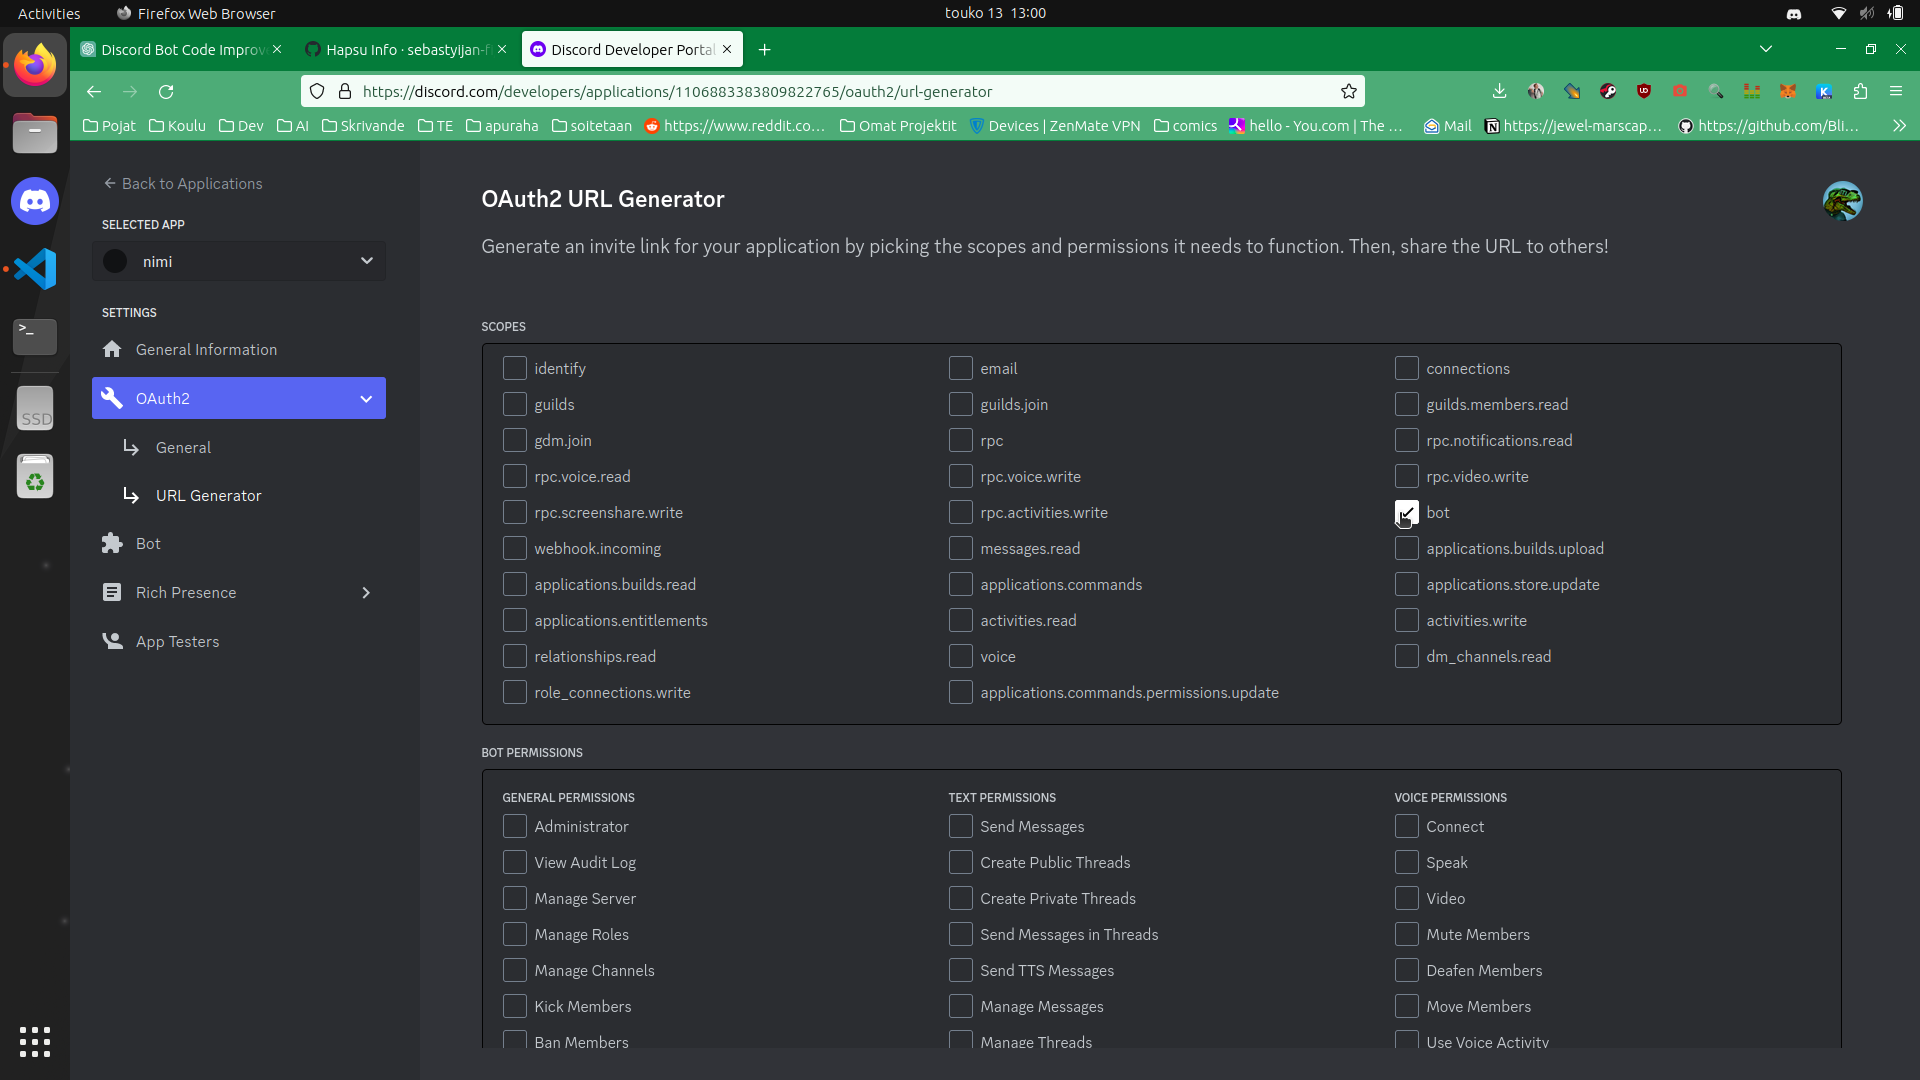 Activities
Firefox Web Browser
touko 13 13:00
Discord Bot Code Improv
Hapsu Info · sebastyijan-f
Discord Developer Portal
https://discord.com/developers/applications/1106883383809822765/oauth2/url-generator
Pojat
Koulu
Dev
AI
Skrivande
TE
apuraha
soitetaan
https://www.reddit.co...
Omat Projektit
Devices | ZenMate VPN
comics
hello - You.com | The ...
Mail
https://jewel-marscap...
https://github.com/Bli...
SSD
Back to Applications
SELECTED APP
nimi
SETTINGS
General Information
OAuth2
General
URL Generator
Bot
Rich Presence
App Testers
OAuth2 URL Generator
Generate an invite link for your application by picking the scopes and permissions it needs to function. Then, share the URL to others!
SCOPES
identify
email
connections
guilds
guilds.join
guilds.members.read
gdm.join
rpc
rpc.notifications.read
rpc.voice.read
rpc.voice.write
rpc.video.write
rpc.screenshare.write
rpc.activities.write
bot
webhook.incoming
messages.read
applications.builds.upload
applications.builds.read
applications.commands
applications.store.update
applications.entitlements
activities.read
activities.write
relationships.read
voice
dm_channels.read
role_connections.write
applications.commands.permissions.update
BOT PERMISSIONS
GENERAL PERMISSIONS
TEXT PERMISSIONS
VOICE PERMISSIONS
Administrator
Send Messages
Connect
View Audit Log
Create Public Threads
Speak
Manage Server
Create Private Threads
Video
Manage Roles
Send Messages in Threads
Mute Members
Manage Channels
Send TTS Messages
Deafen Members
Kick Members
Manage Messages
Move Members
Ban Members
Manage Threads
Use Voice Activity